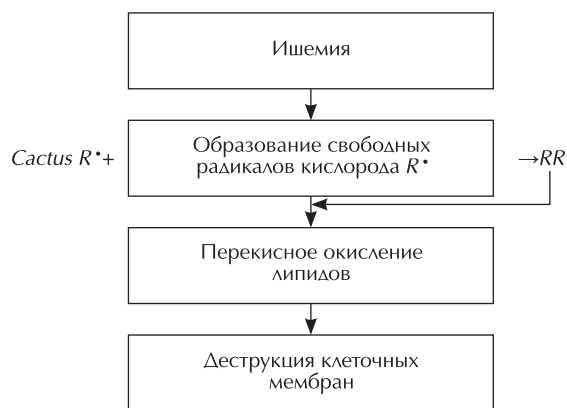 Ишемия
Cactus R•+
Образование свободных
радикалов кислорода R•
→RR
Перекисное окисление
липидов
Деструкция клеточных
мембран